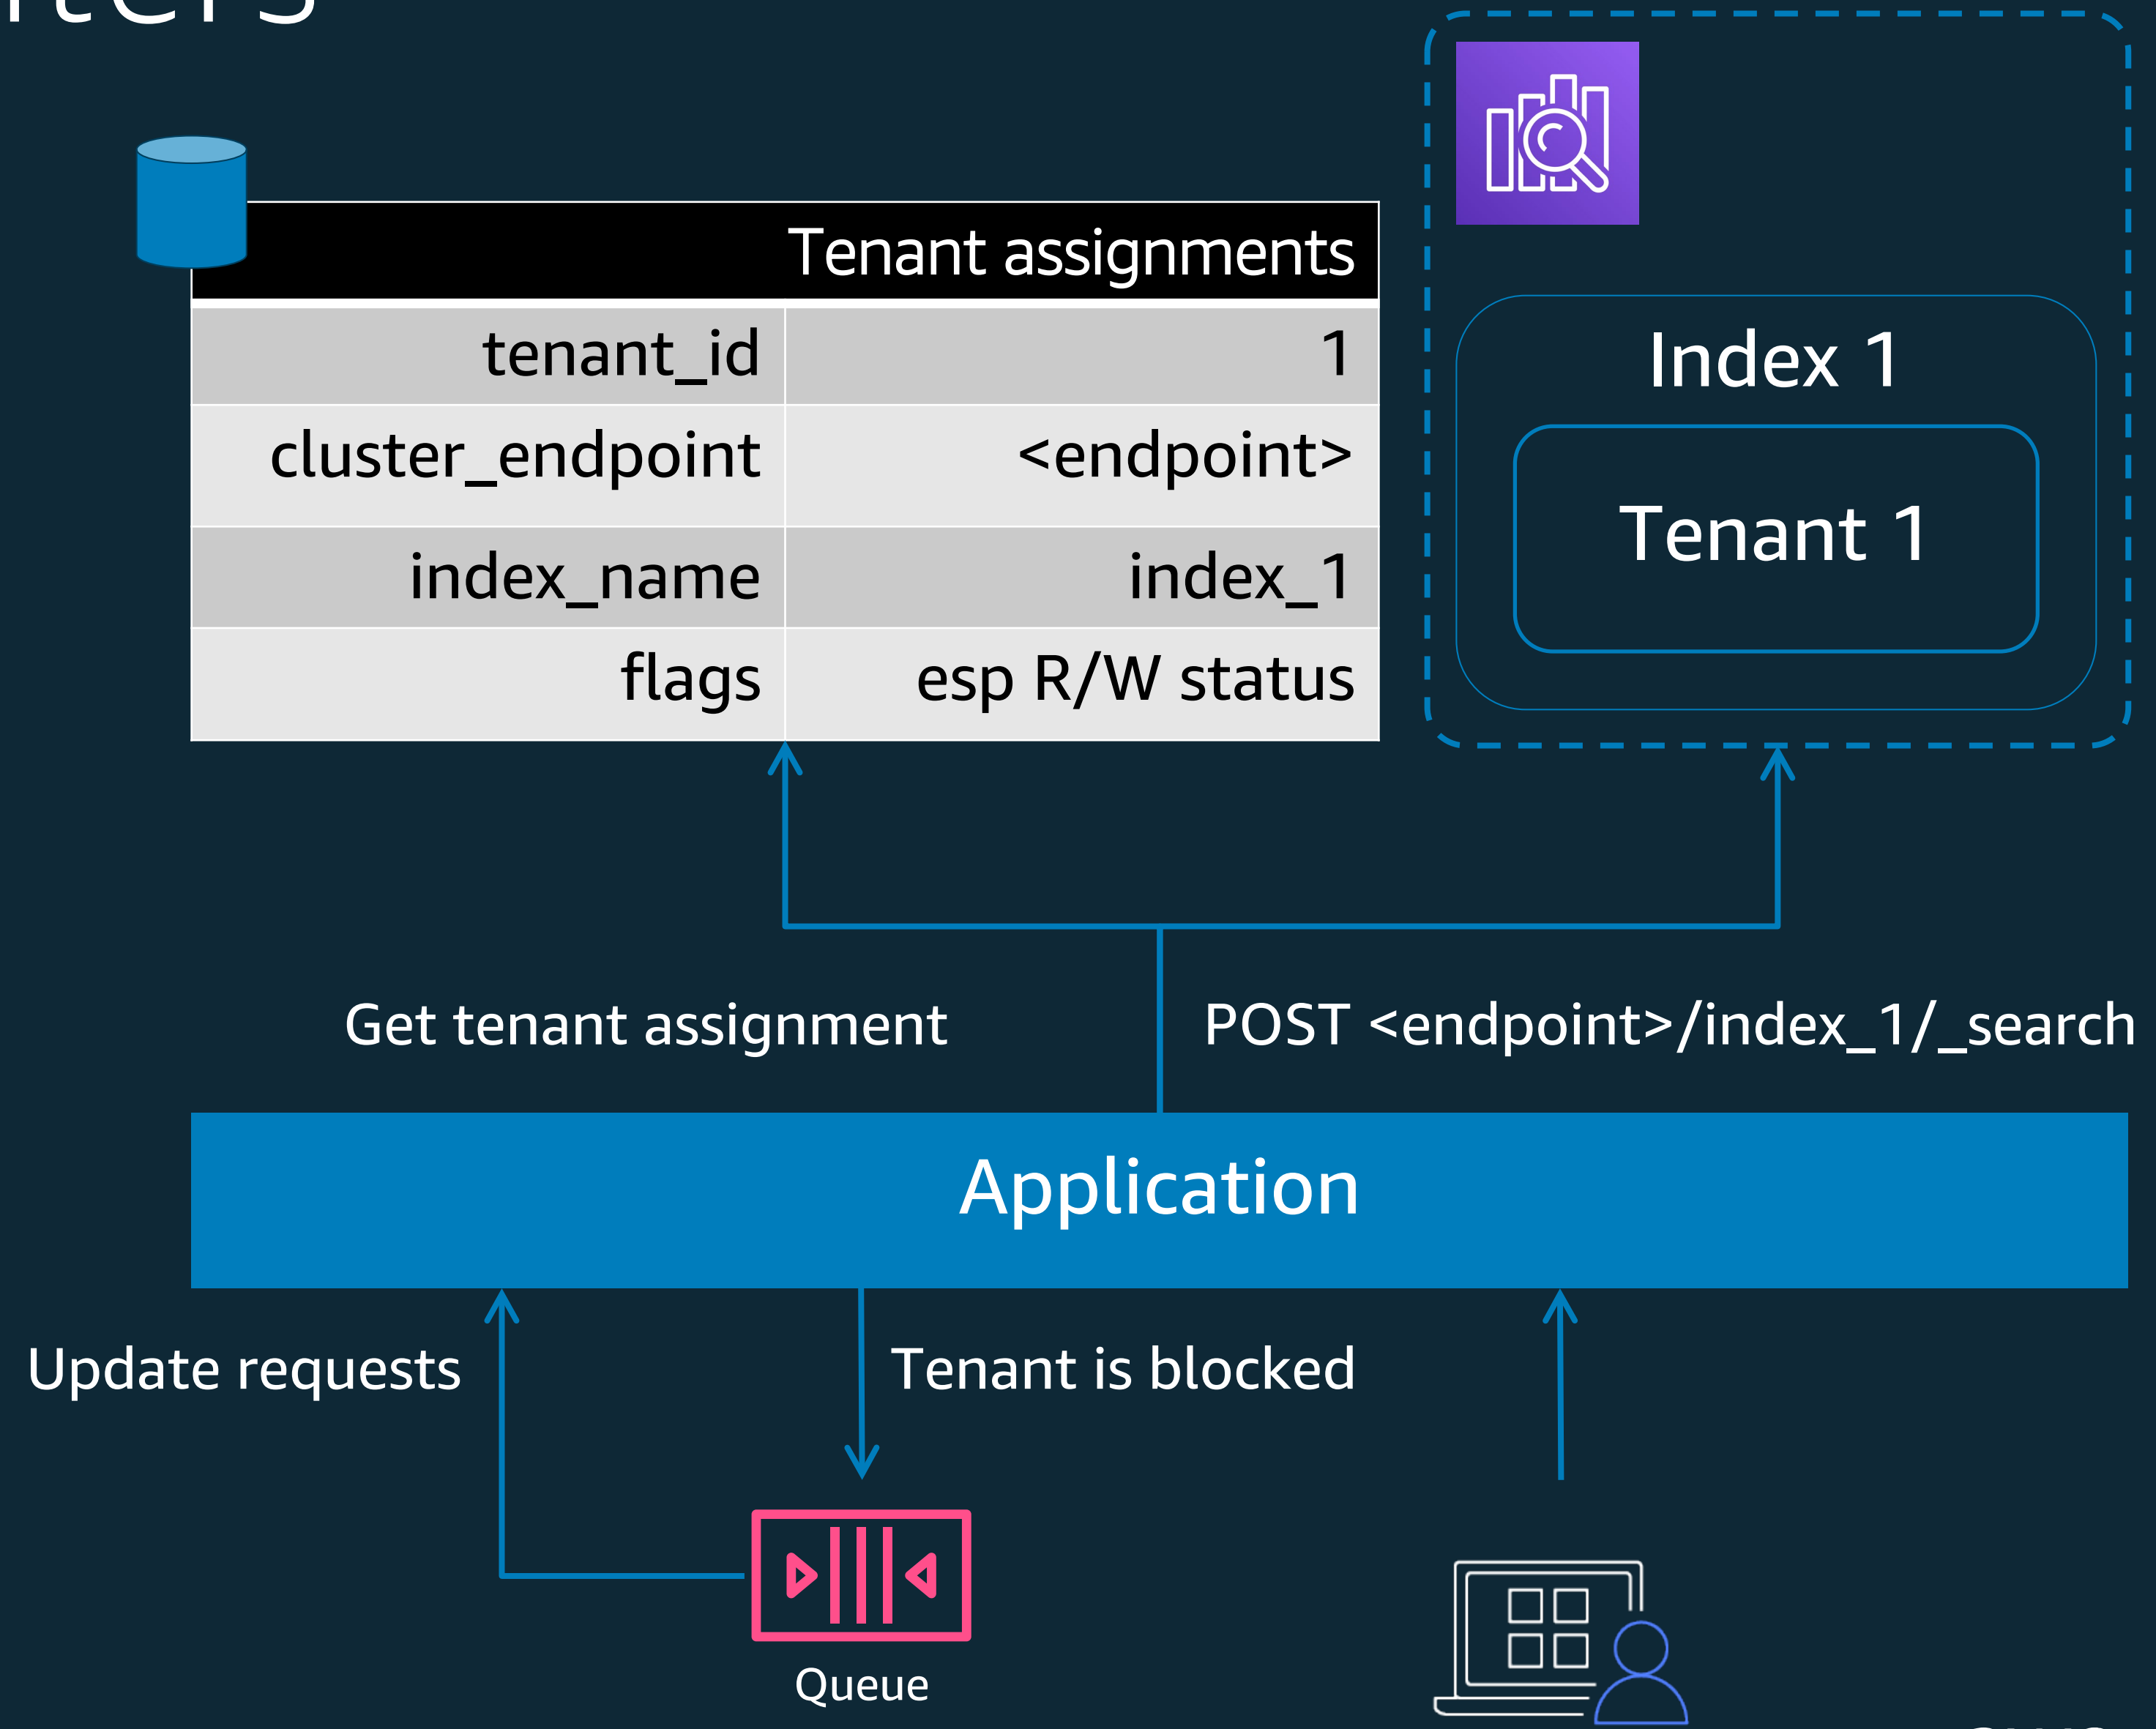 Tenant assignments
tenant_id 1
cluster_endpoint <endpoint>
index_name index_1
flags esp R/W status
Index 1
Tenant 1
Get tenant assignment
POST <endpoint>/index_1/_search
Application
Update requests
Tenant is blocked
Queue